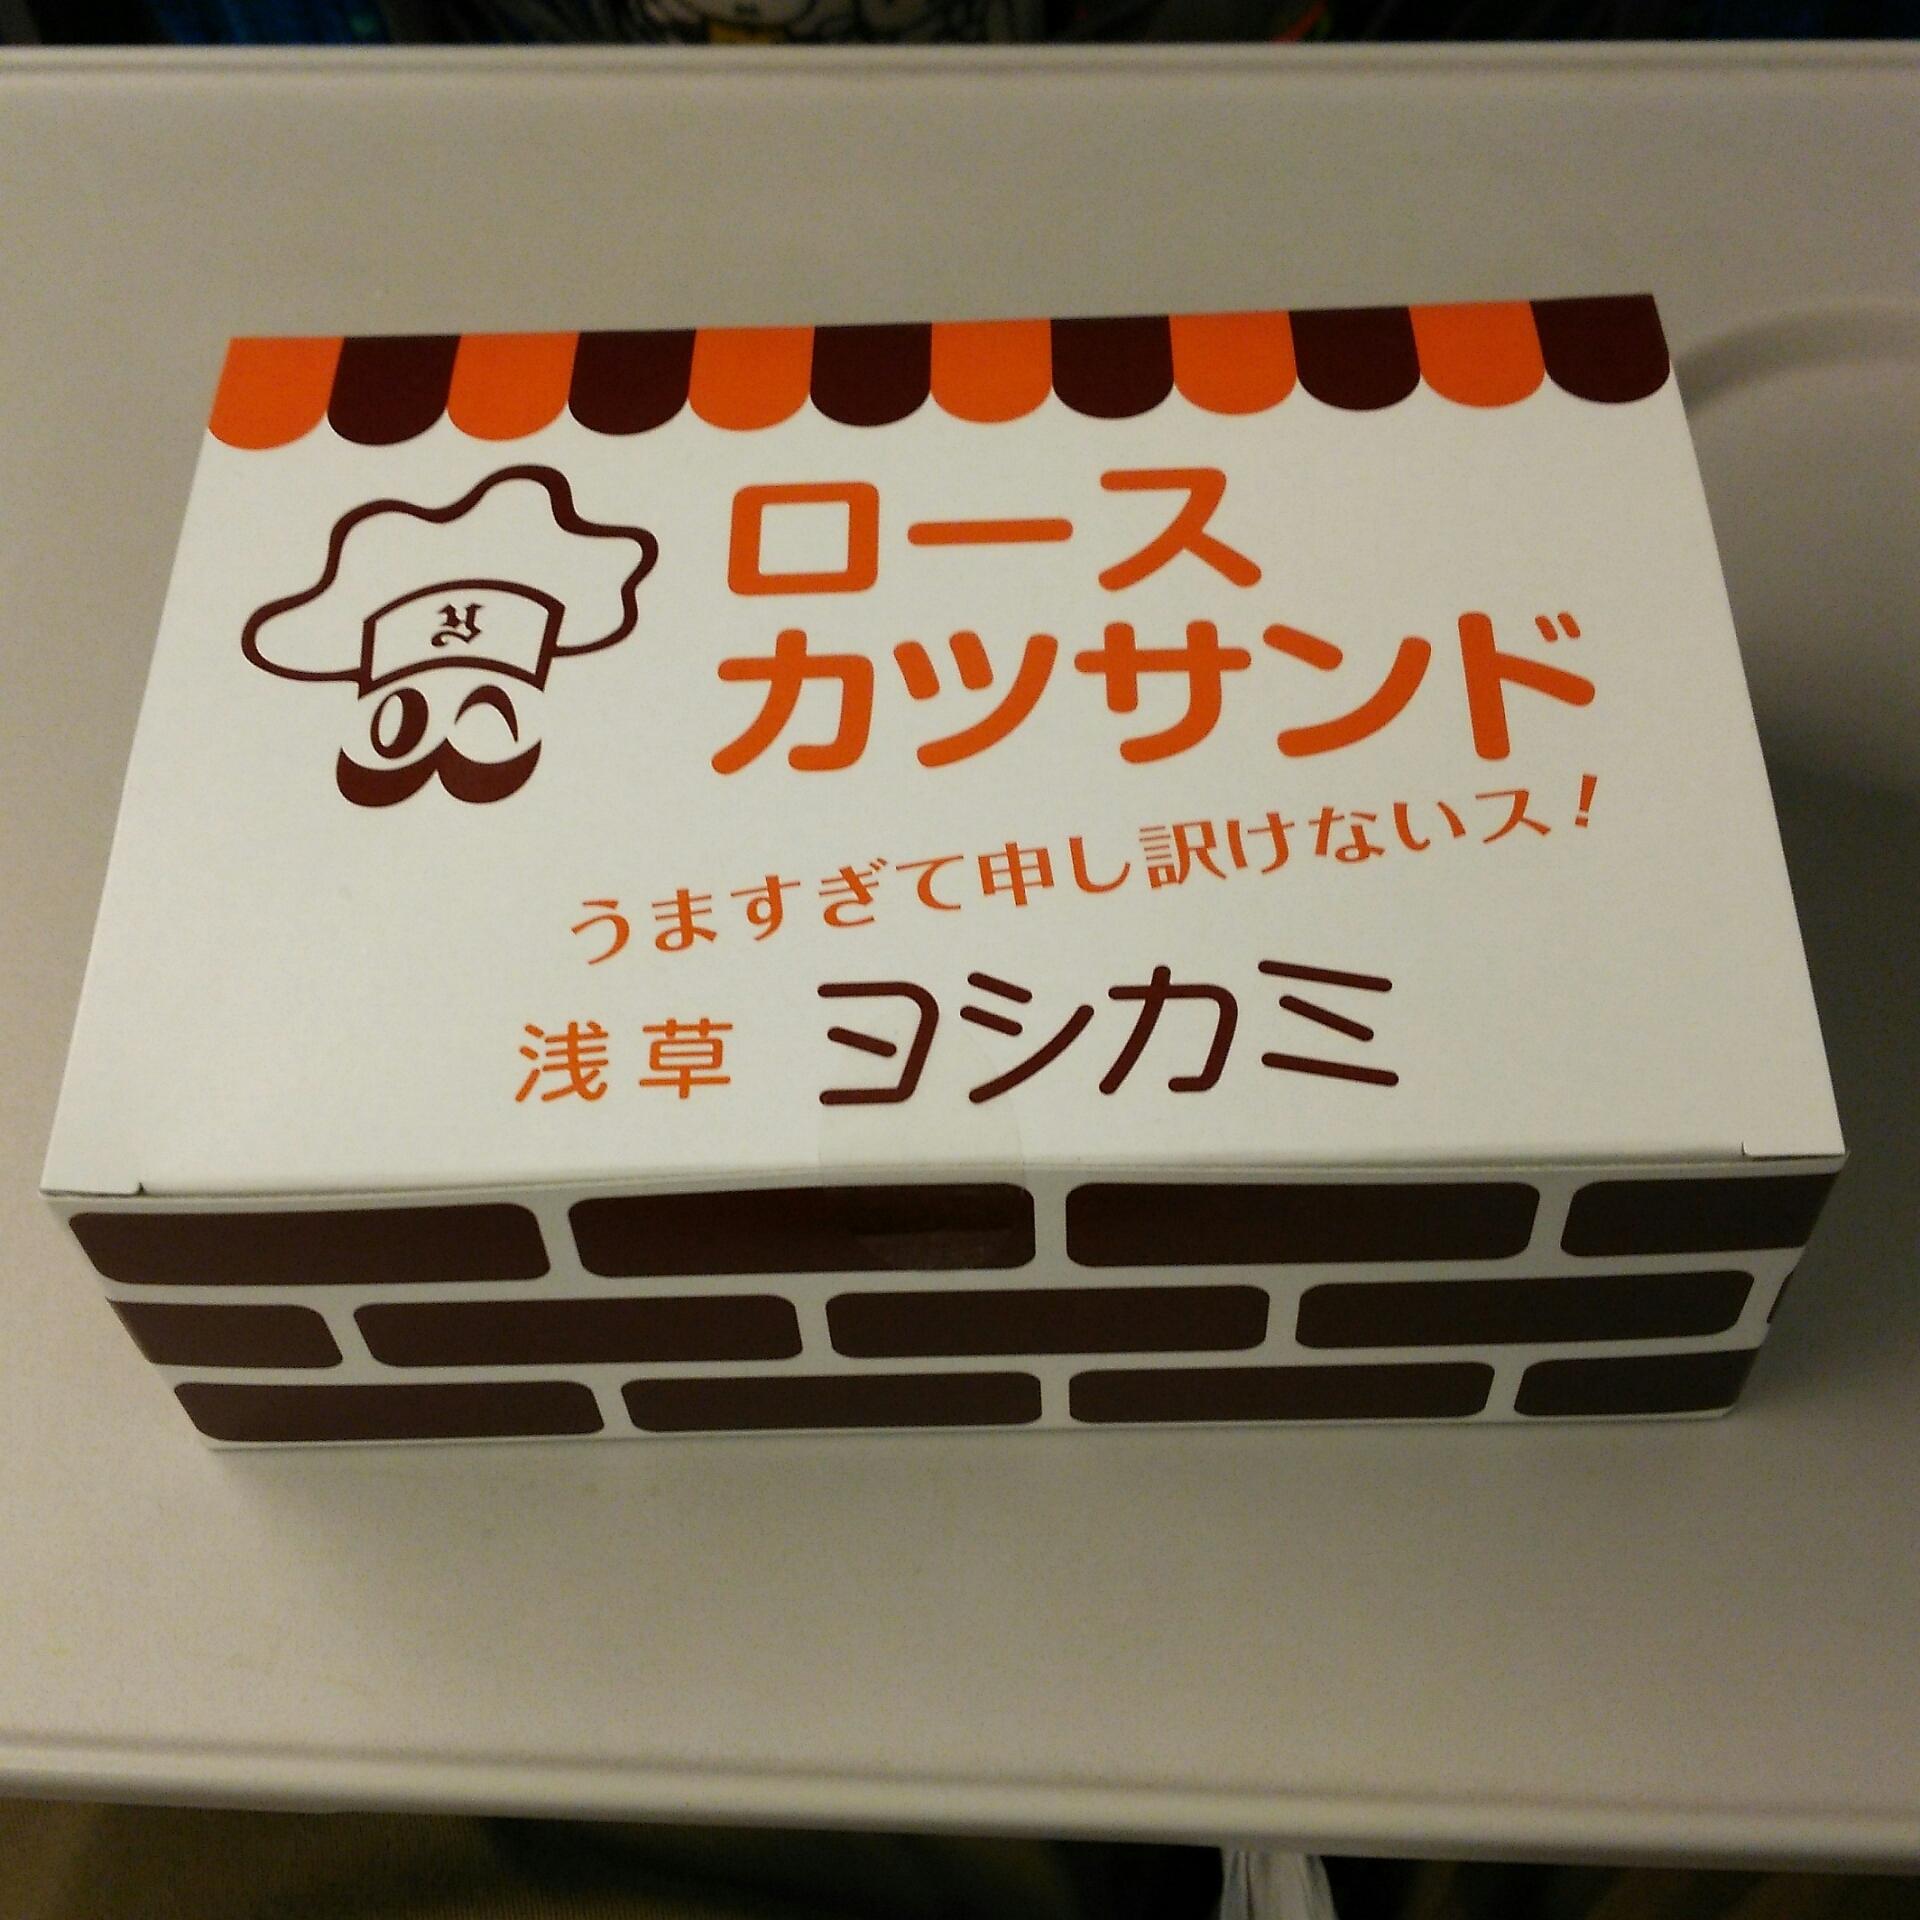 ロース
カツサンド
うますぎて申し訳けないス!
浅草 ヨシカミ